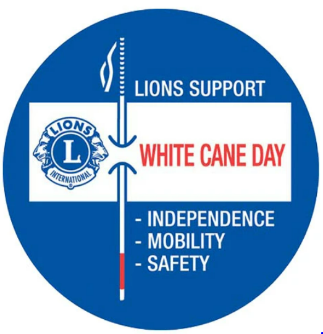 LIONS SUPPORT
LIONS
L
INTERNATIONAL
WHITE CANE DAY
- INDEPENDENCE
- MOBILITY
- SAFETY